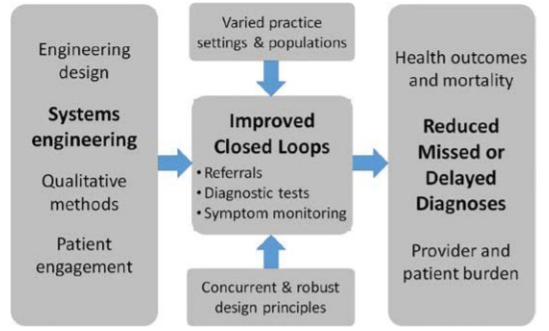 Engineering
design
Systems
engineering
Qualitative
methods
Patient
engagement
Varied practice
settings & populations
Improved
Closed Loops
• Referrals
• Diagnostic tests
• Symptom monitoring
Concurrent & robust
design principles
Health outcomes
and mortality
Reduced
Missed or
Delayed
Diagnoses
Provider and
patient burden